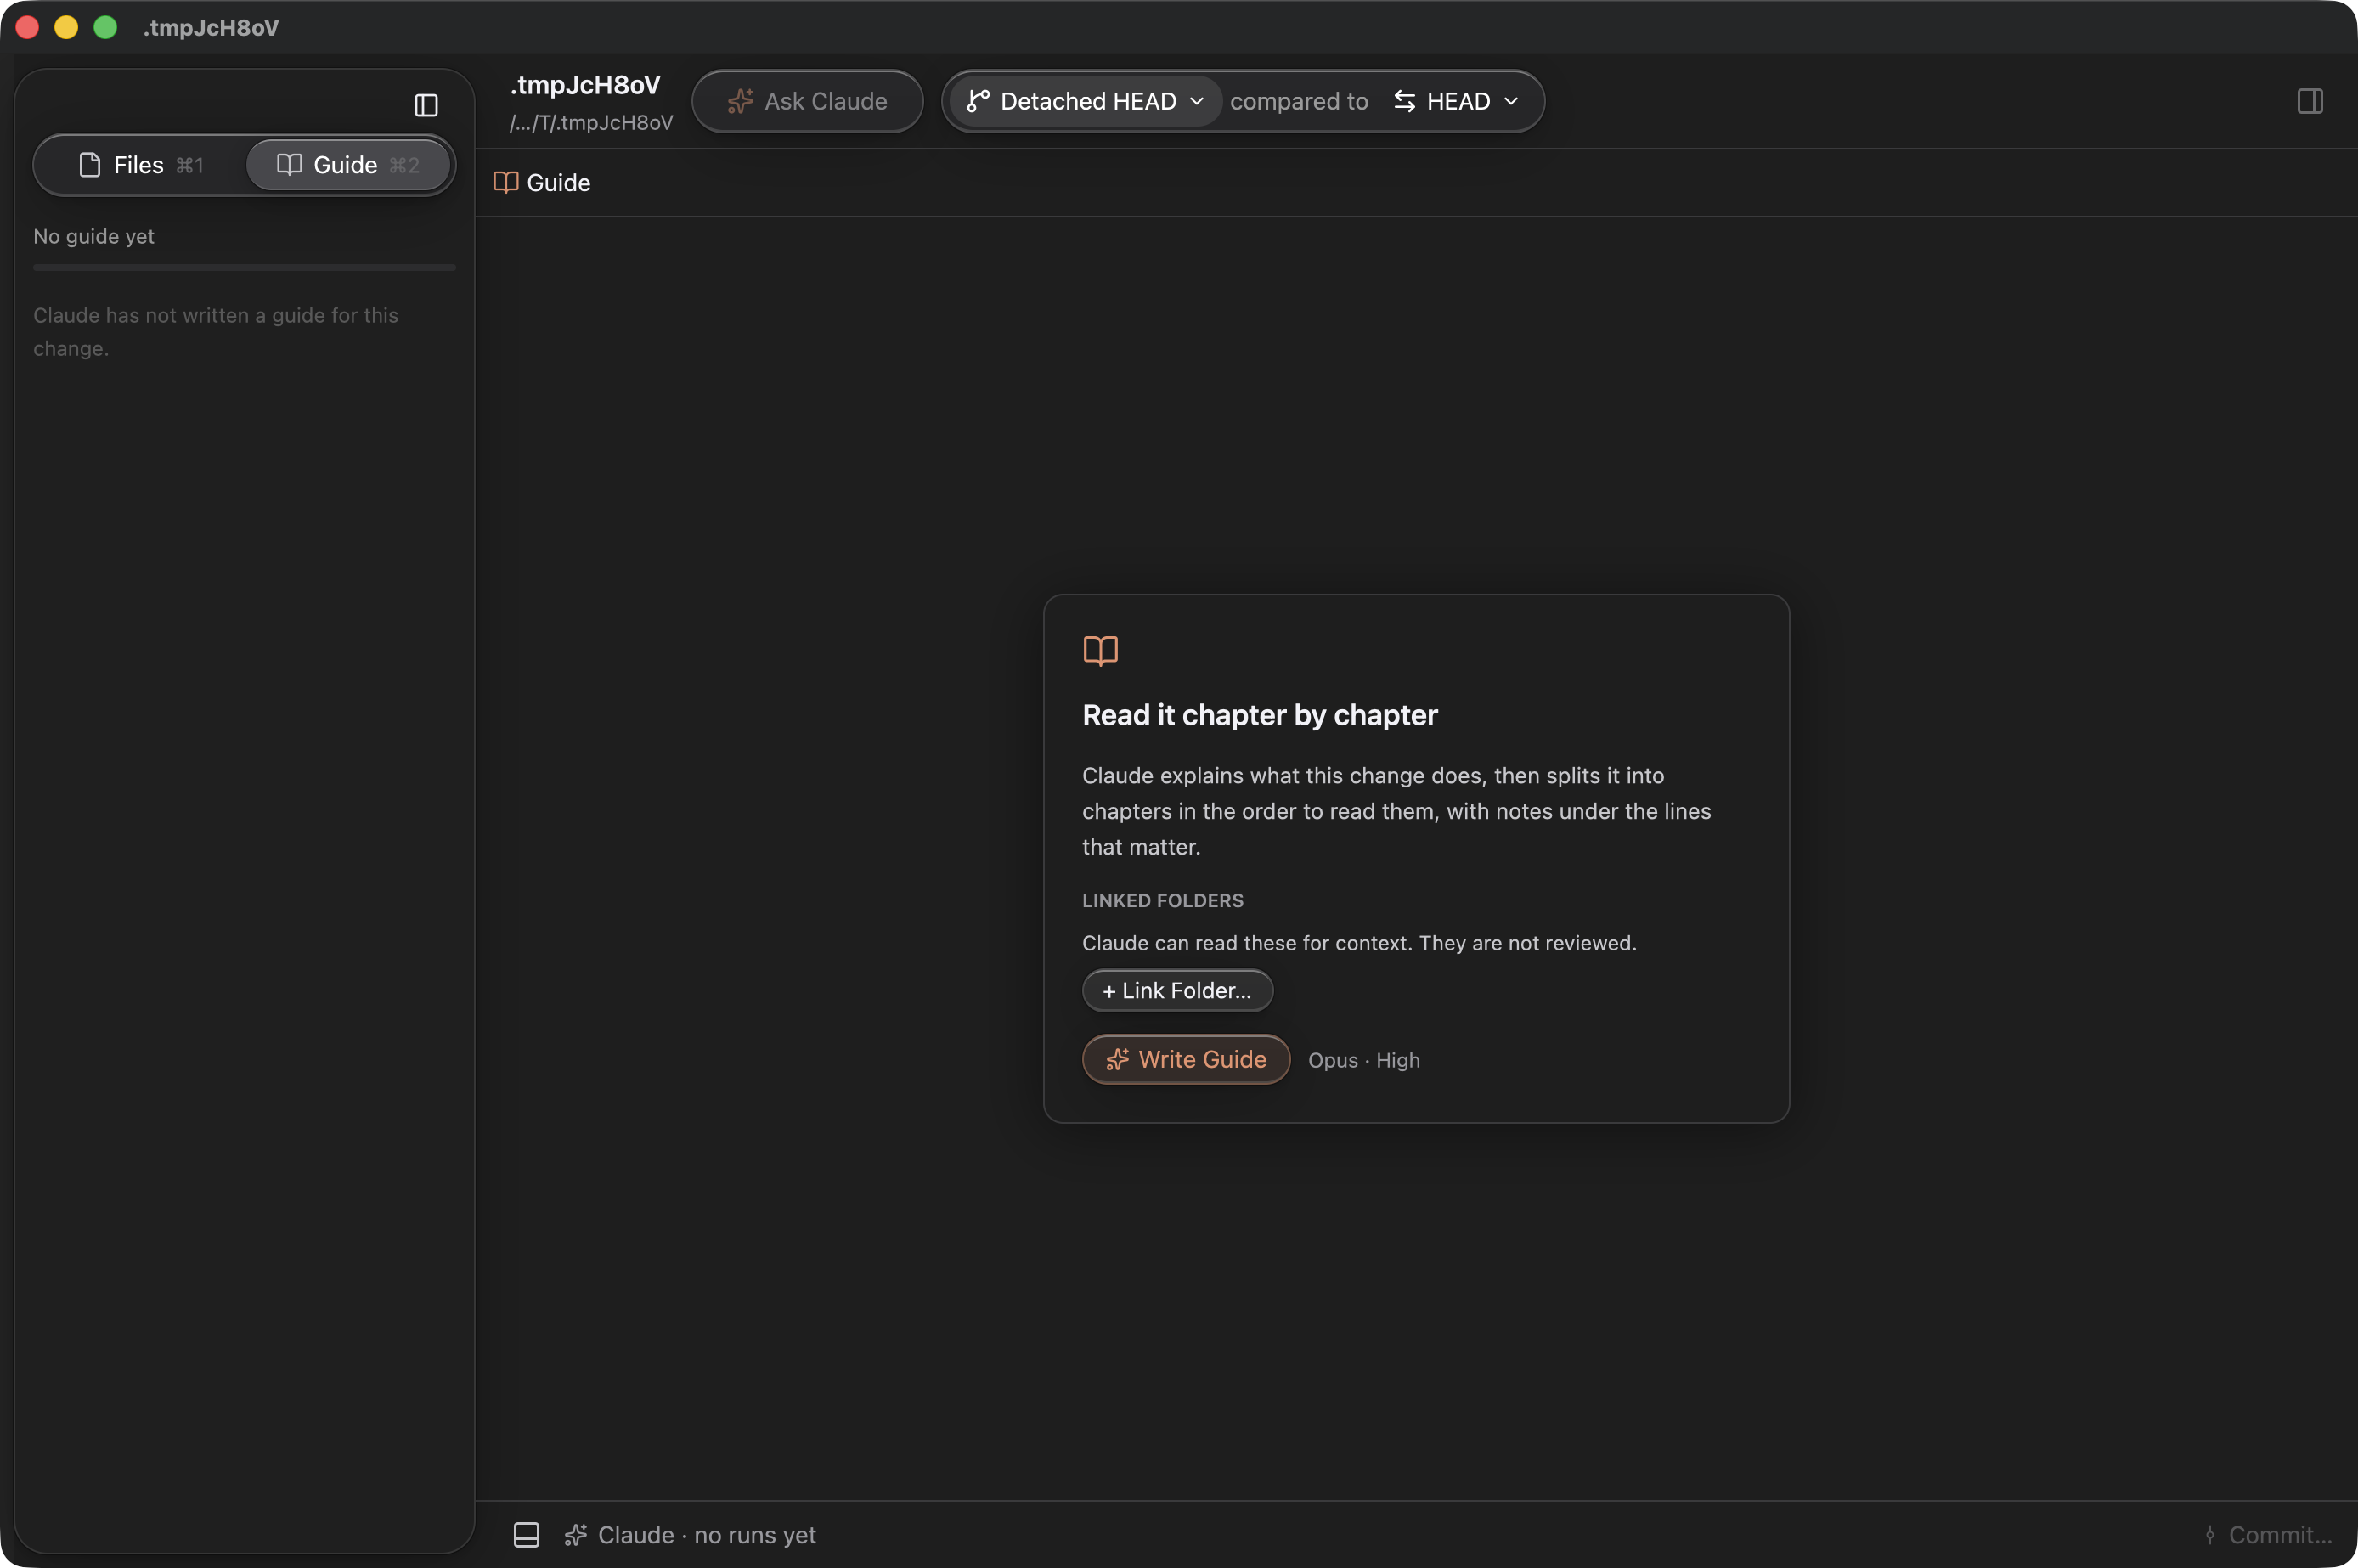 .tmpJcH8oV
Files ⌘1
Guide ⌘2
No guide yet
Claude has not written a guide for this
change.
.tmpJcH8oV
/.../T/.tmpJcH8oV
Ask Claude
Detached HEAD
compared to
HEAD
Guide
Read it chapter by chapter
Claude explains what this change does, then splits it into
chapters in the order to read them, with notes under the lines
that matter.
LINKED FOLDERS
Claude can read these for context. They are not reviewed.
+ Link Folder...
Write Guide
Opus · High
Claude · no runs yet
Commit...